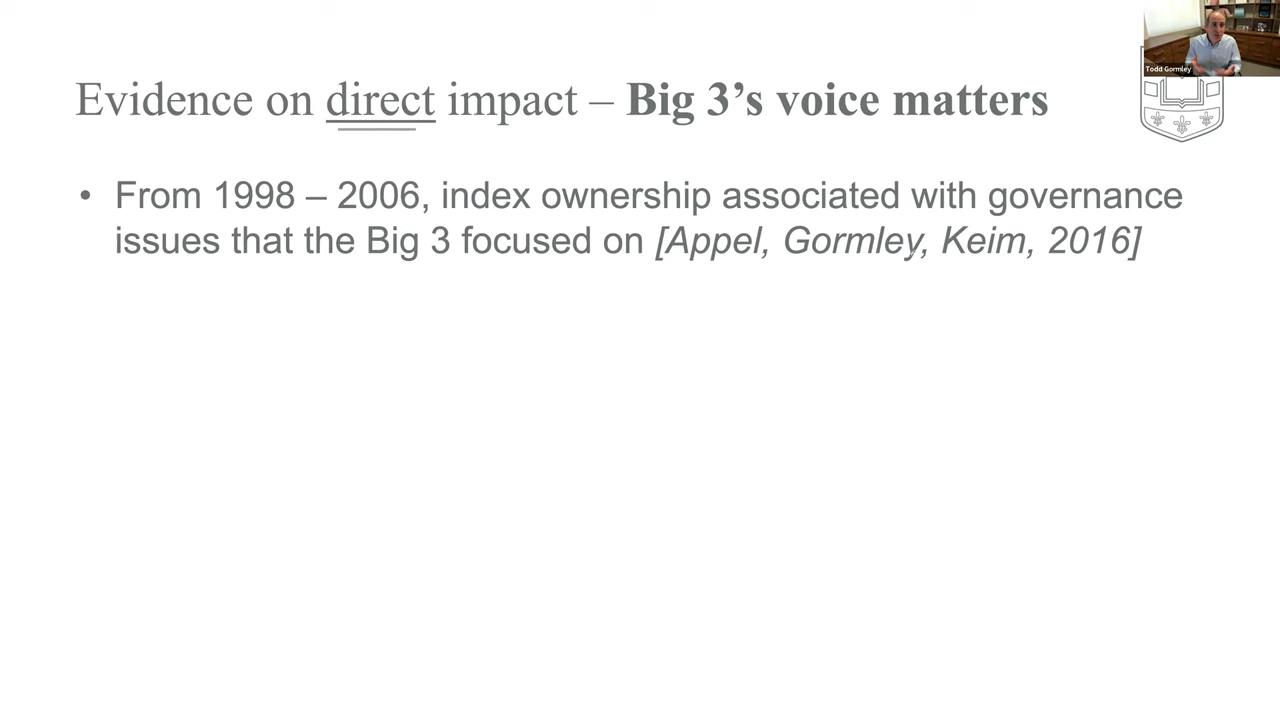 Todd Gormley
Evidence on direct impact – Big 3’s voice matters
• From 1998 – 2006, index ownership associated with governance
issues that the Big 3 focused on [Appel, Gormley, Keim, 2016]